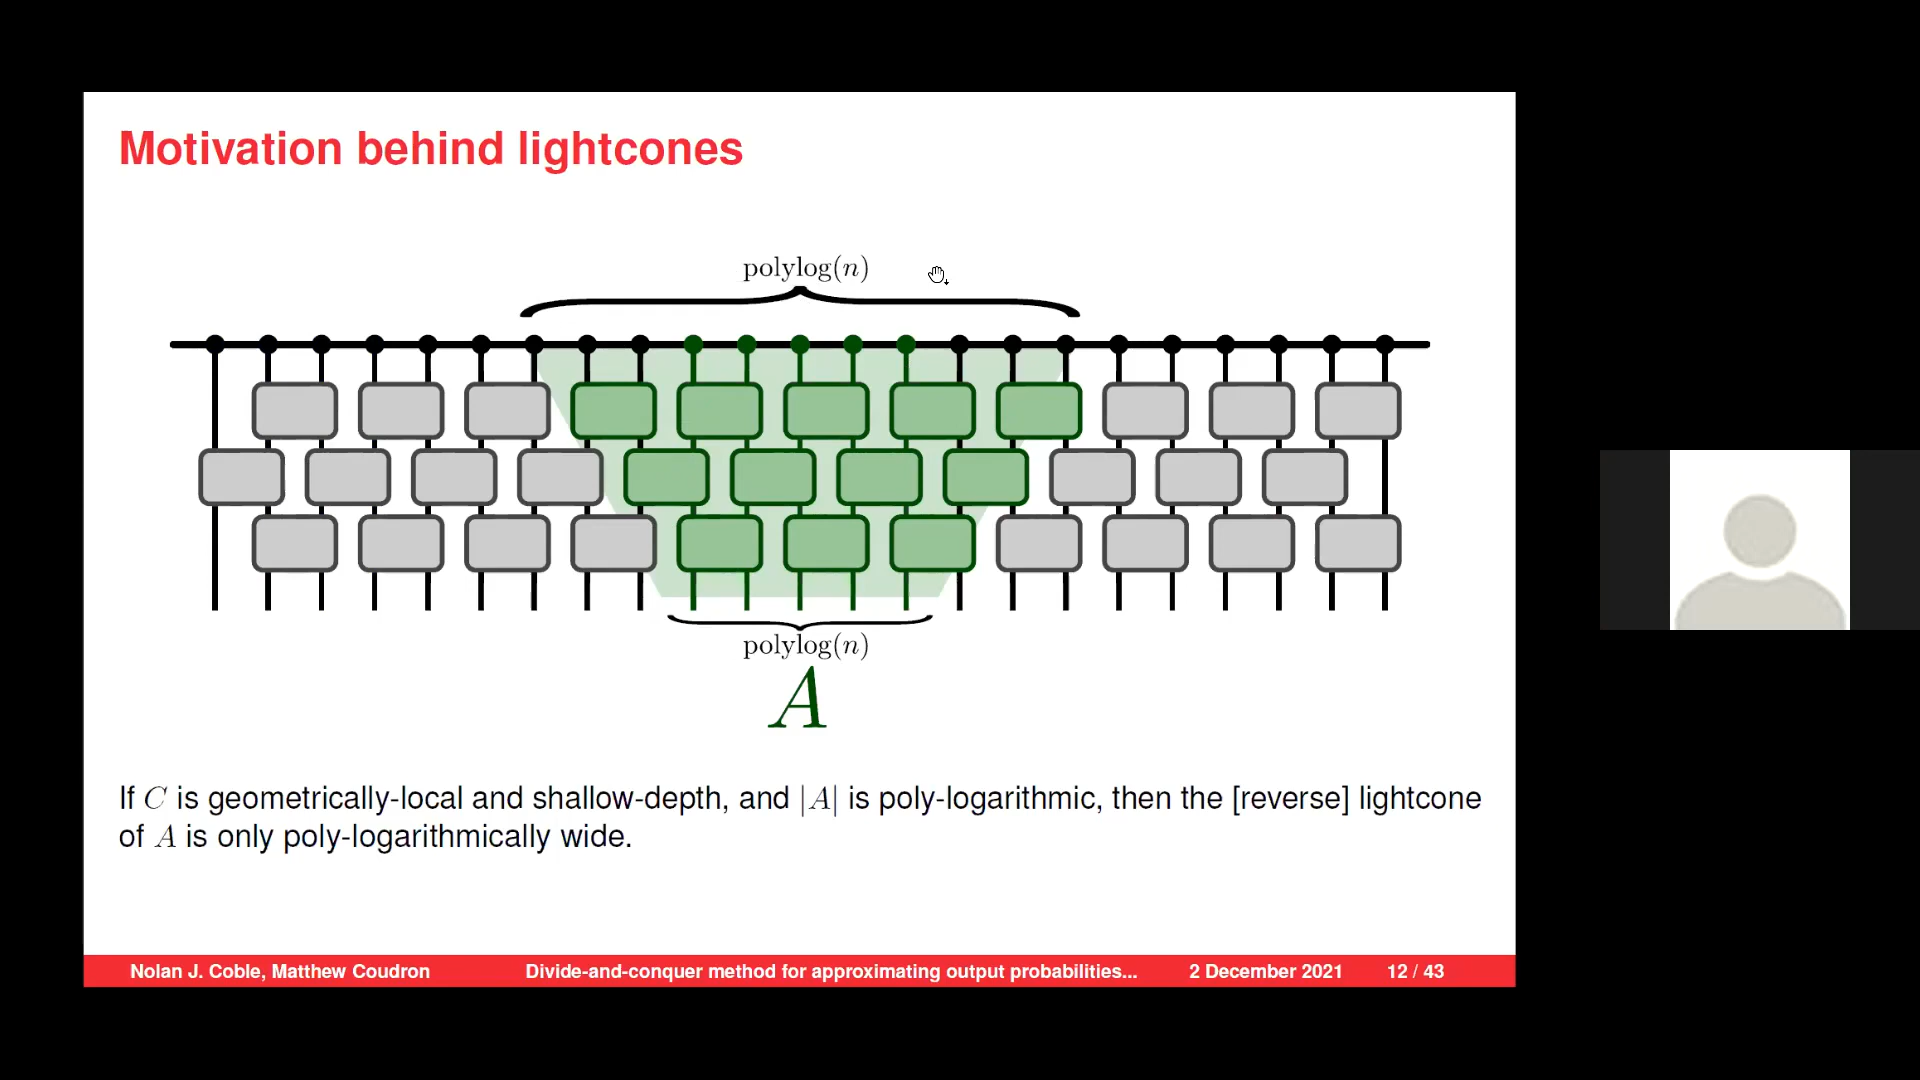 Motivation behind lightcones
polylog(n)
polylog(n)
A
If C is geometrically-local and shallow-depth, and |A| is poly-logarithmic, then the [reverse] lightcone
of A is only poly-logarithmically wide.
Nolan J. Coble, Matthew Coudron Divide-and-conquer method for approximating output probabilities... 2 December 2021 12 / 43